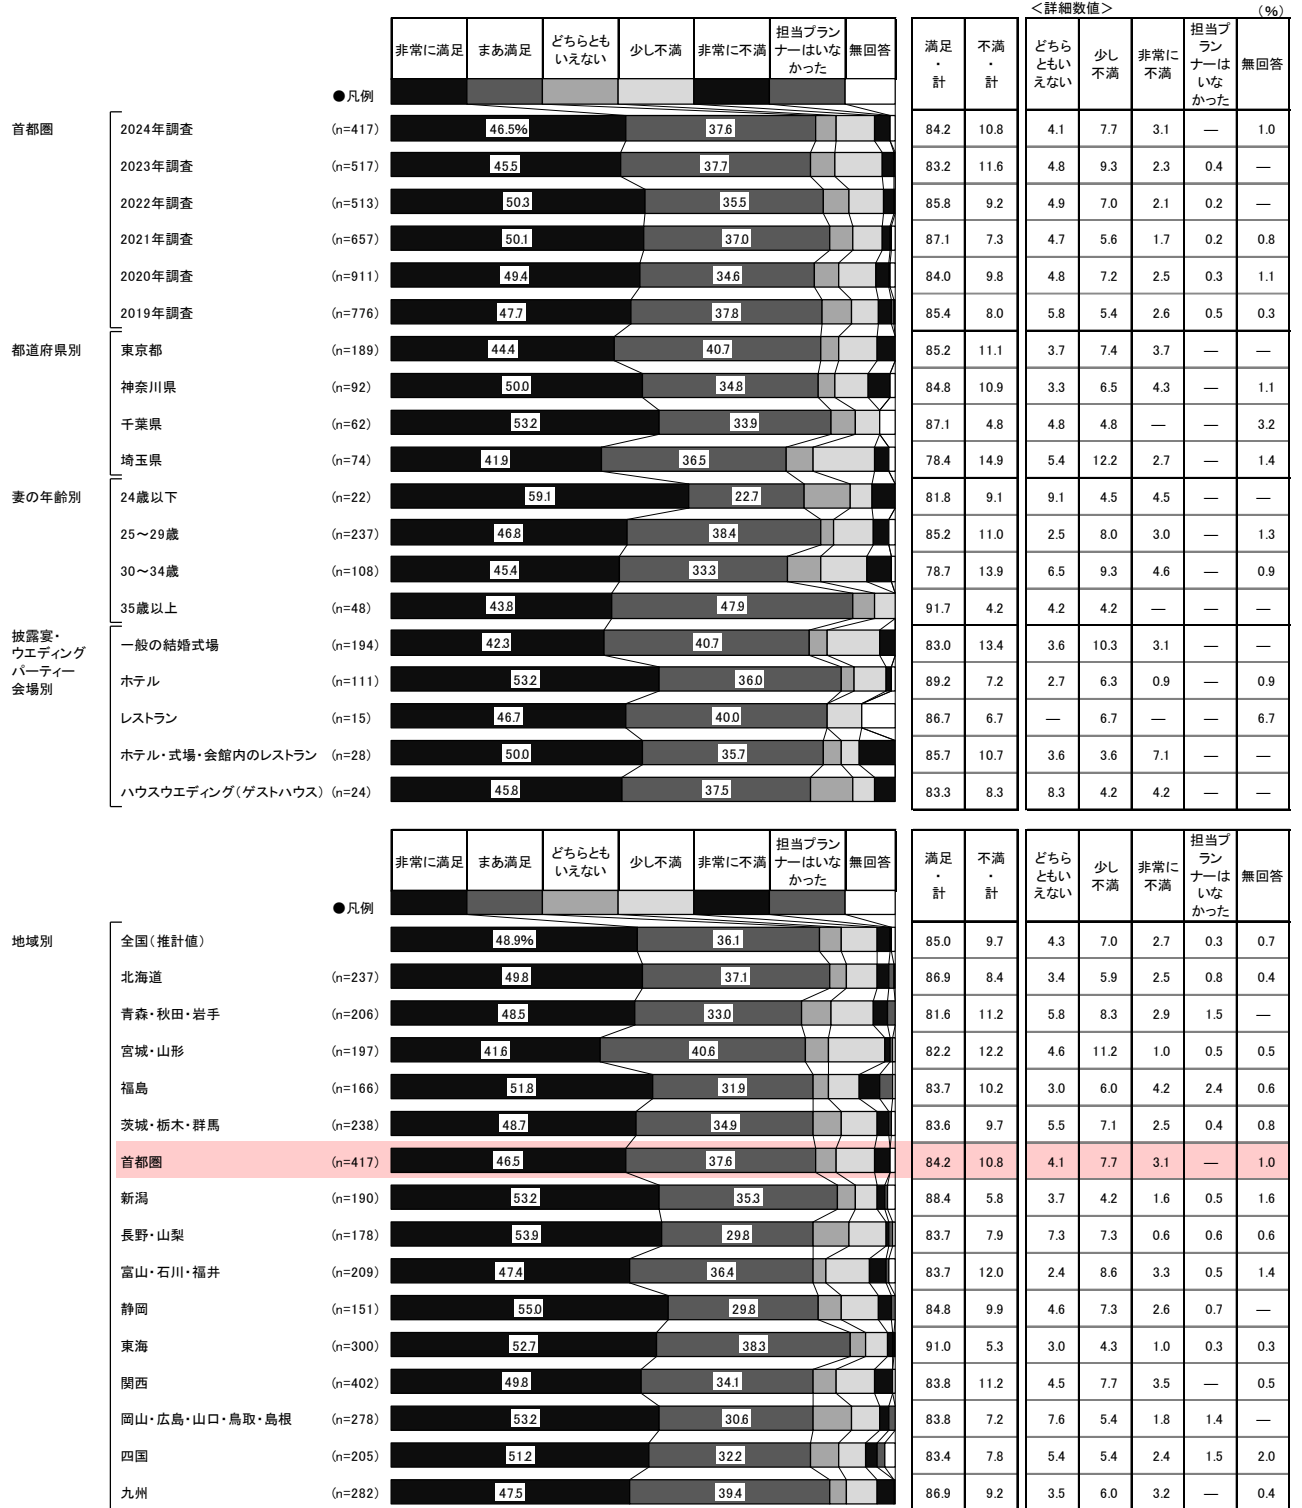 ＜詳細数値＞ （%）
非常に満足 まあ満足 どちらともいえない 少し不満 非常に不満 担当プランナーはいなかった 無回答 満足・計 不満・計 どちらともいえない 少し不満 非常に不満 担当プランナーはいなかった 無回答
●凡例
首都圏 2024年調査 (n=417) 46.5% 37.6 84.2 10.8 4.1 7.7 3.1 ― 1.0
2023年調査 (n=517) 45.5 37.7 83.2 11.6 4.8 9.3 2.3 0.4 ―
2022年調査 (n=513) 50.3 35.5 85.8 9.2 4.9 7.0 2.1 0.2 ―
2021年調査 (n=657) 50.1 37.0 87.1 7.3 4.7 5.6 1.7 0.2 0.8
2020年調査 (n=911) 49.4 34.6 84.0 9.8 4.8 7.2 2.5 0.3 1.1
2019年調査 (n=776) 47.7 37.8 85.4 8.0 5.8 5.4 2.6 0.5 0.3
都道府県別 東京都 (n=189) 44.4 40.7 85.2 11.1 3.7 7.4 3.7 ― ―
神奈川県 (n=92) 50.0 34.8 84.8 10.9 3.3 6.5 4.3 ― 1.1
千葉県 (n=62) 53.2 33.9 87.1 4.8 4.8 4.8 ― ― 3.2
埼玉県 (n=74) 41.9 36.5 78.4 14.9 5.4 12.2 2.7 ― 1.4
妻の年齢別 24歳以下 (n=22) 59.1 22.7 81.8 9.1 9.1 4.5 4.5 ― ―
25～29歳 (n=237) 46.8 38.4 85.2 11.0 2.5 8.0 3.0 ― 1.3
30～34歳 (n=108) 45.4 33.3 78.7 13.9 6.5 9.3 4.6 ― 0.9
35歳以上 (n=48) 43.8 47.9 91.7 4.2 4.2 4.2 ― ― ―
披露宴・ウエディングパーティー会場別 一般の結婚式場 (n=194) 42.3 40.7 83.0 13.4 3.6 10.3 3.1 ― ―
ホテル (n=111) 53.2 36.0 89.2 7.2 2.7 6.3 0.9 ― 0.9
レストラン (n=15) 46.7 40.0 86.7 6.7 ― 6.7 ― ― 6.7
ホテル・式場・会館内のレストラン (n=28) 50.0 35.7 85.7 10.7 3.6 3.6 7.1 ― ―
ハウスウエディング（ゲストハウス） (n=24) 45.8 37.5 83.3 8.3 8.3 4.2 4.2 ― ―
非常に満足 まあ満足 どちらともいえない 少し不満 非常に不満 担当プランナーはいなかった 無回答 満足・計 不満・計 どちらともいえない 少し不満 非常に不満 担当プランナーはいなかった 無回答
●凡例
地域別 全国（推計値） 48.9% 36.1 85.0 9.7 4.3 7.0 2.7 0.3 0.7
北海道 (n=237) 49.8 37.1 86.9 8.4 3.4 5.9 2.5 0.8 0.4
青森・秋田・岩手 (n=206) 48.5 33.0 81.6 11.2 5.8 8.3 2.9 1.5 ―
宮城・山形 (n=197) 41.6 40.6 82.2 12.2 4.6 11.2 1.0 0.5 0.5
福島 (n=166) 51.8 31.9 83.7 10.2 3.0 6.0 4.2 2.4 0.6
茨城・栃木・群馬 (n=238) 48.7 34.9 83.6 9.7 5.5 7.1 2.5 0.4 0.8
首都圏 (n=417) 46.5 37.6 84.2 10.8 4.1 7.7 3.1 ― 1.0
新潟 (n=190) 53.2 35.3 88.4 5.8 3.7 4.2 1.6 0.5 1.6
長野・山梨 (n=178) 53.9 29.8 83.7 7.9 7.3 7.3 0.6 0.6 0.6
富山・石川・福井 (n=209) 47.4 36.4 83.7 12.0 2.4 8.6 3.3 0.5 1.4
静岡 (n=151) 55.0 29.8 84.8 9.9 4.6 7.3 2.6 0.7 ―
東海 (n=300) 52.7 38.3 91.0 5.3 3.0 4.3 1.0 0.3 0.3
関西 (n=402) 49.8 34.1 83.8 11.2 4.5 7.7 3.5 ― 0.5
岡山・広島・山口・鳥取・島根 (n=278) 53.2 30.6 83.8 7.2 7.6 5.4 1.8 1.4 ―
四国 (n=205) 51.2 32.2 83.4 7.8 5.4 5.4 2.4 1.5 2.0
九州 (n=282) 47.5 39.4 86.9 9.2 3.5 6.0 3.2 ― 0.4